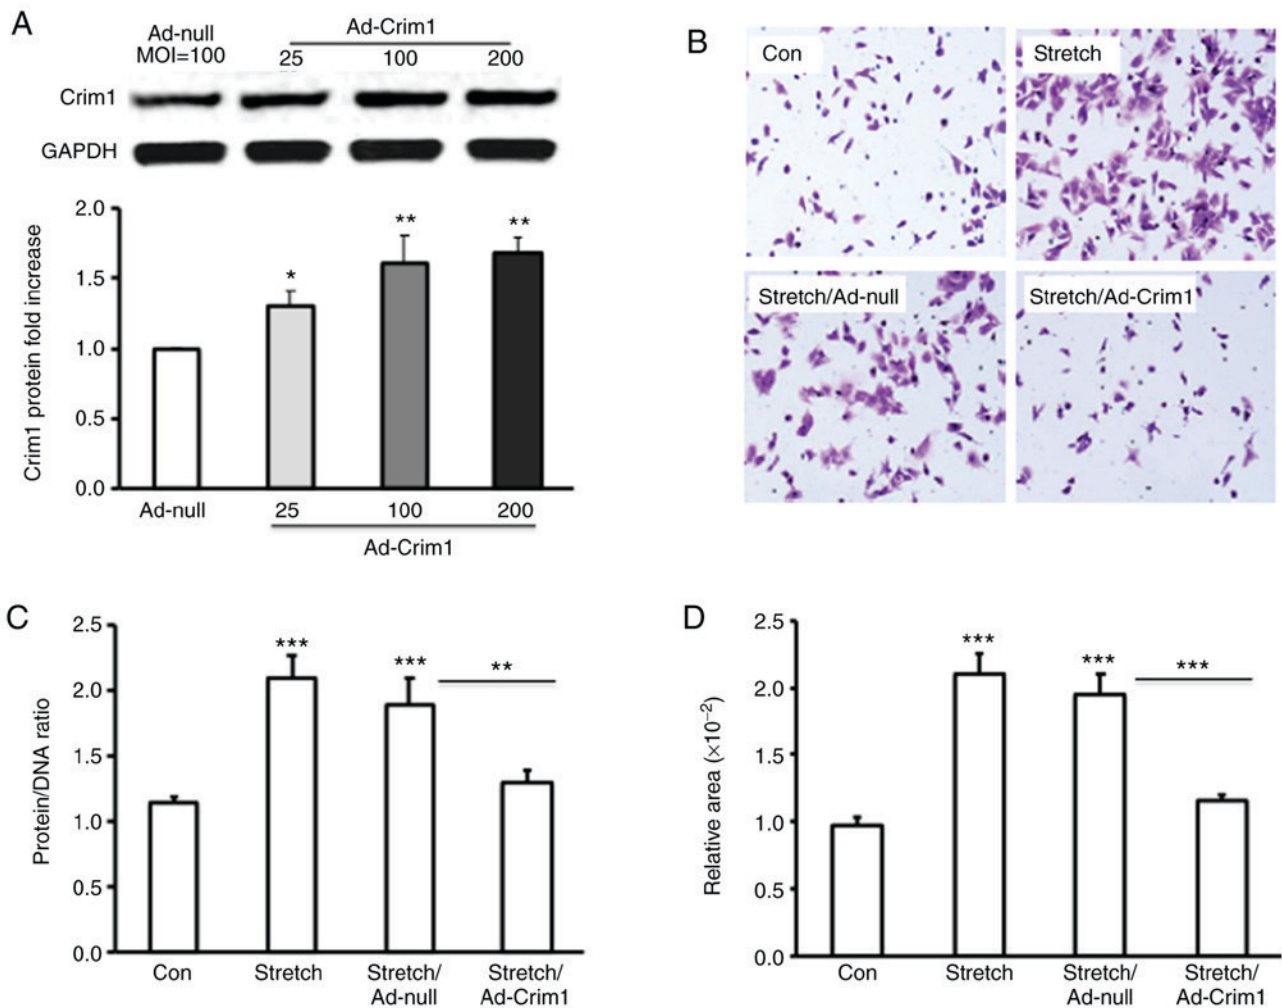 A
Ad-null
MOI=100
Ad-Crim1
25 100 200
Crim1
GAPDH
Crim1 protein fold increase
2.0
1.5
1.0
0.5
0.0
*
**
**
Ad-null 25 100 200
Ad-Crim1
B
Con
Stretch
Stretch/Ad-null
Stretch/Ad-Crim1
C
Protein/DNA ratio
2.5
2.0
1.5
1.0
0.5
0.0
***
***
**
Con Stretch Stretch/ Stretch/
Ad-null Ad-Crim1
D
Relative area (×10⁻²)
2.5
2.0
1.5
1.0
0.5
0.0
***
***
***
Con Stretch Stretch/ Stretch/
Ad-null Ad-Crim1